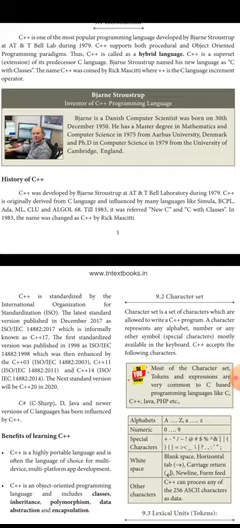 C++ is one of the most popular programming language developed by Bjarne Stroustrup
at AT & T Bell Lab during 1979. C++ supports both procedural and Object Oriented
Programming paradigms. Thus, C++ is called as a hybrid language. C++ is a superset
(extension) of its predecessor C language. Bjarne Stroustrup named his new language as "C
with Classes". The name C++ was coined by Rick Mascitti where ++ is the C language increment
operator.
Bjarne Stroustrup
Inventor of C++ Programming Language
Bjarne is a Danish Computer Scientist was born on 30th
December 1950. He has a Master degree in Mathematics and
Computer Science in 1975 from Aarhus University, Denmark
and Ph.D in Computer Science in 1979 from the University of
Cambridge, England.
History of C++
C++ was developed by Bjarne Stroustrup at AT & T Bell Laboratory during 1979. C++
is originally derived from C language and influenced by many languages like Simula, BCPL,
Ada, ML, CLU and ALGOL 68. Till 1983, it was referred "New C" and "C with Classes". In
1983, the name was changed as C++ by Rick Mascitti.
1
www.tntextbooks.in
C++ is standardized by the
International Organization for
Standardization (ISO). The latest standard
version published in December 2017 as
ISO/IEC 14882:2017 which is informally
known as C++17. The first standardized
version was published in 1998 as ISO/IEC
14882:1998 which was then enhanced by
the C++03 (ISO/IEC 14882:2003), C++11
(ISO/IEC 14882:2011) and C++14 (ISO/
IEC 14882:2014). The Next standard version
will be C++20 in 2020.
C# (C-Sharp), D, Java and newer
versions of C languages has been influenced
by C++.
Benefits of learning C++
• C++ is a highly portable language and is
often the language of choice for multi-
device, multi-platform app development.
• C++ is an object-oriented programming
language and includes classes,
inheritance, polymorphism, data
abstraction and encapsulation.
9.2 Character set
Character set is a set of characters which are
allowed to write a C++ program. A character
represents any alphabet, number or any
other symbol (special characters) mostly
available in the keyboard. C++ accepts the
following characters.
Most of the Character set,
Tokens and expressions are
very common to C based
programming languages like C,
C++, Java, PHP etc.,
Alphabets A .... Z, a .... z
Numeric 0 .... 9
Special
Characters
White
space
Blank space, Horizontal
tab (→), Carriage return
(↵), Newline, Form feed
Other
characters
C++ can process any of
the 256 ASCII characters
as data.
9.3 Lexical Units (Tokens):